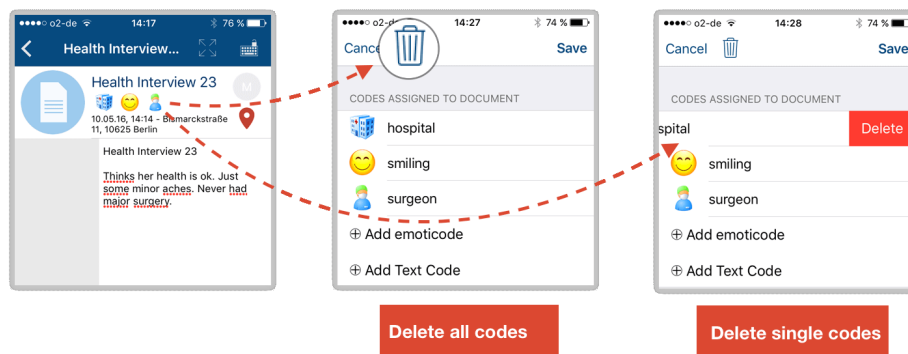 o2-de 14:17 76 %
Health Interview...
Health Interview 23
M
10.05.16, 14:14 - Bismarckstraße
11, 10625 Berlin
Health Interview 23
Thinks her health is ok. Just
some minor aches. Never had
major surgery.
o2-de 14:27 74 %
Save
CODES ASSIGNED TO DOCUMENT
hospital
smiling
surgeon
Add emoticode
Add Text Code
Delete all codes
o2-de 14:28 74 %
Cancel Save
CODES ASSIGNED TO DOCUMENT
spital Delete
smiling
surgeon
Add emoticode
Add Text Code
Delete single codes